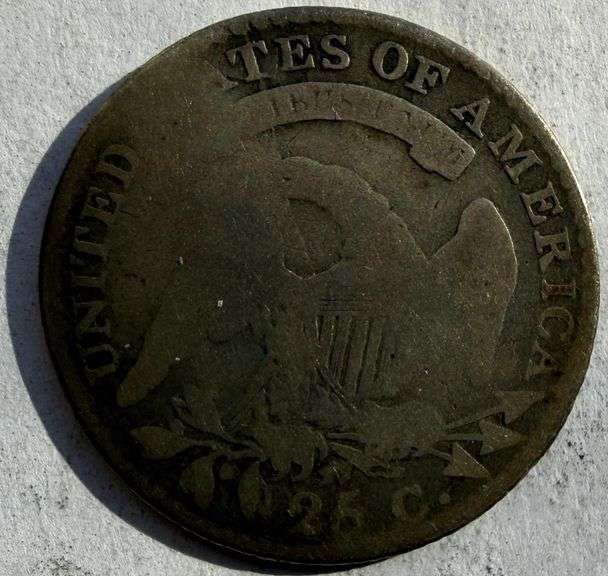 UNITED TES OF AMERICA
25 C.